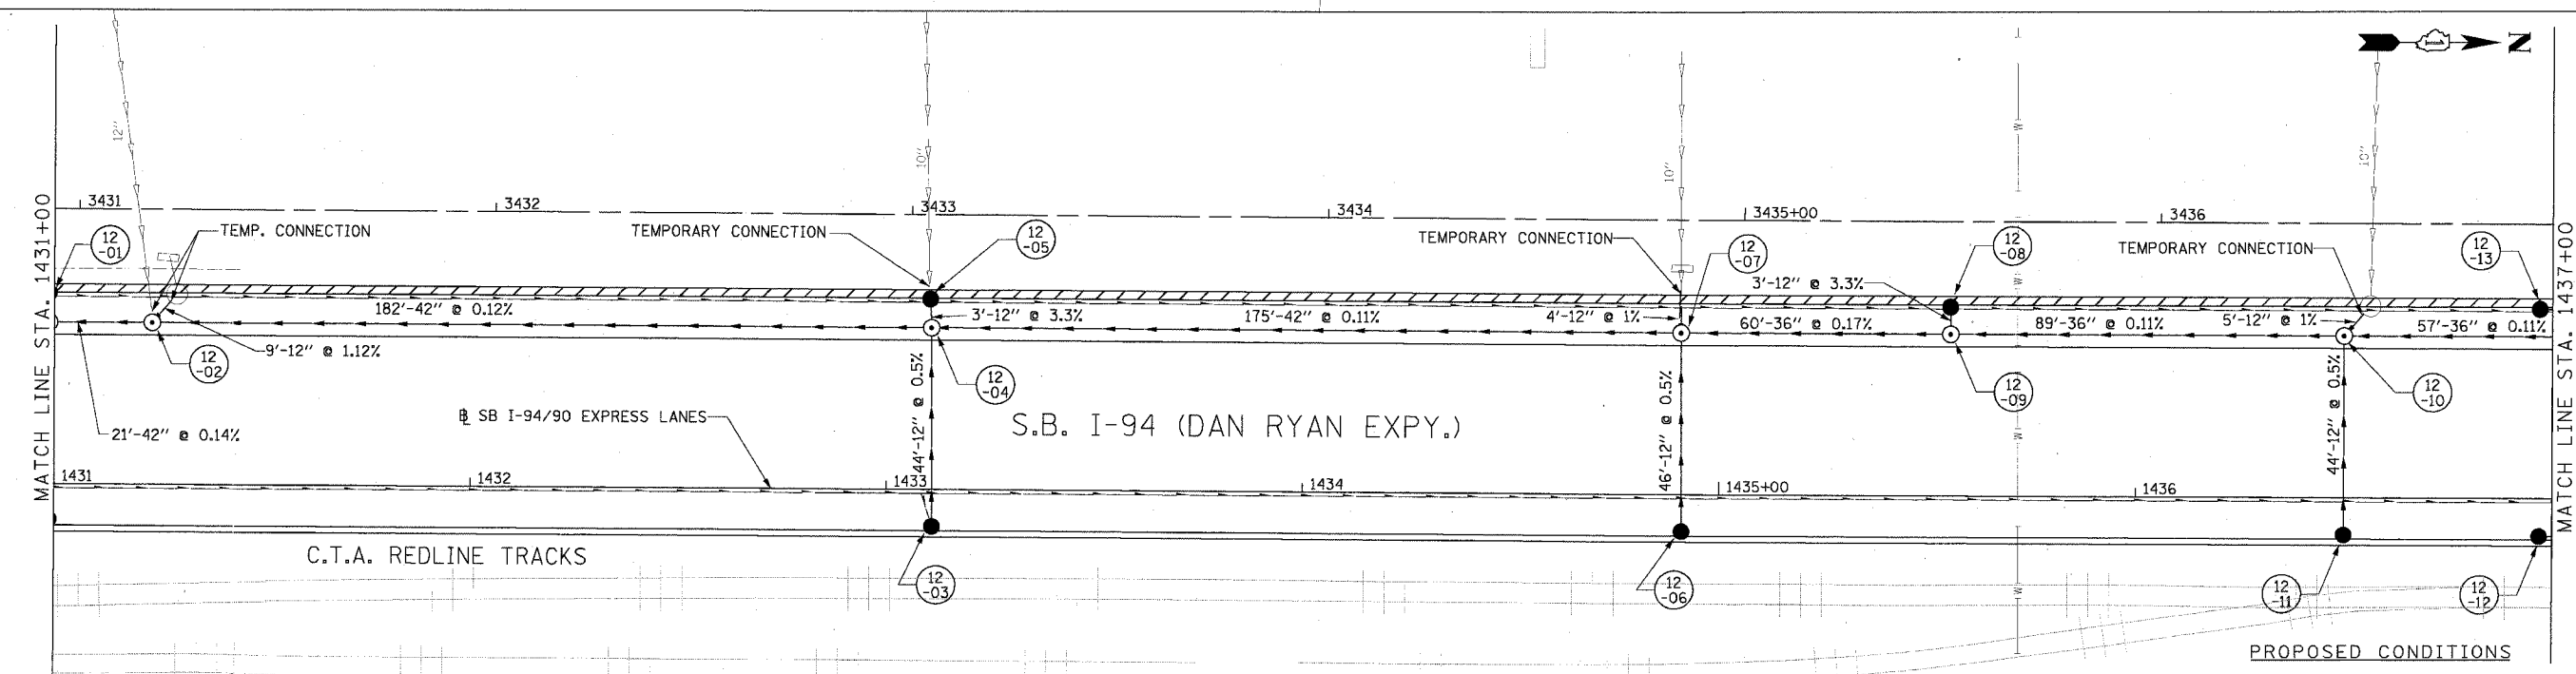 N
12"
10"
10"
10"
MATCH LINE STA. 1431+00
3431
3432
3433
3434
3435+00
3436
MATCH LINE STA. 1437+00
12
-01
TEMP. CONNECTION
TEMPORARY CONNECTION
12
-05
TEMPORARY CONNECTION
12
-07
12
-08
TEMPORARY CONNECTION
12
-13
182'-42" @ 0.12%
3'-12" @ 3.3%
175'-42" @ 0.11%
4'-12" @ 1%
3'-12" @ 3.3%
60'-36" @ 0.17%
89'-36" @ 0.11%
5'-12" @ 1%
57'-36" @ 0.11%
9'-12" @ 1.12%
12
-02
12
-04
12
-09
12
-10
21'-42" @ 0.14%
℄ SB I-94/90 EXPRESS LANES
44'-12" @ 0.5%
S.B. I-94 (DAN RYAN EXPY.)
46'-12" @ 0.5%
44'-12" @ 0.5%
W
W
W
W
1431
1432
1433
1434
1435+00
1436
C.T.A. REDLINE TRACKS
12
-03
12
-06
12
-11
12
-12
PROPOSED CONDITIONS